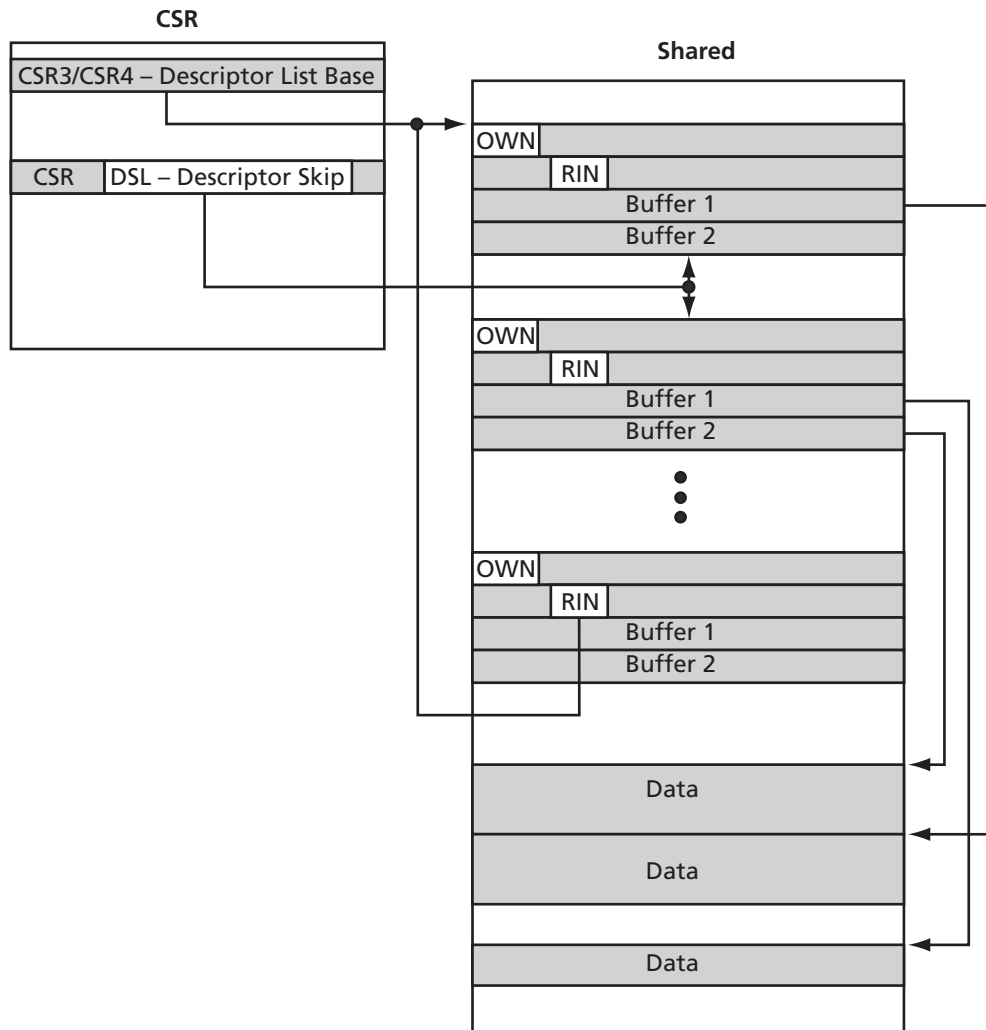 CSR
CSR3/CSR4 – Descriptor List Base
CSR DSL – Descriptor Skip
Shared
OWN
RIN
Buffer 1
Buffer 2
OWN
RIN
Buffer 1
Buffer 2
OWN
RIN
Buffer 1
Buffer 2
Data
Data
Data